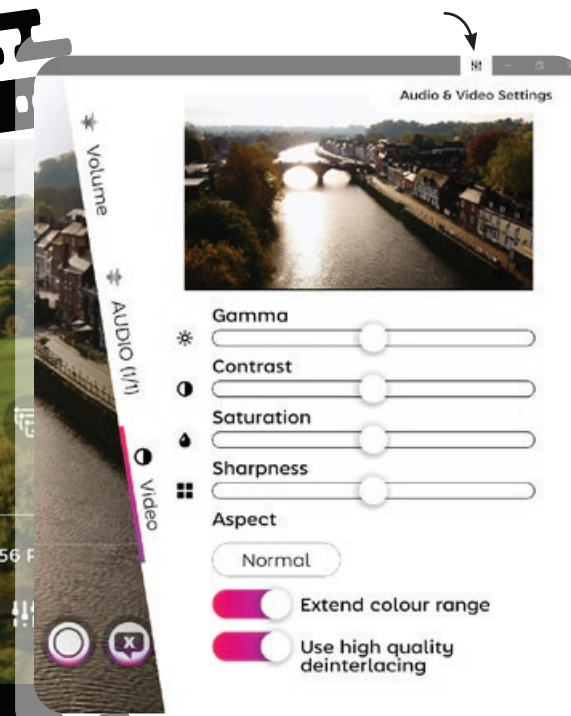 Audio & Video Settings
Volume
AUDIO (1/1)
Video
Gamma
Contrast
Saturation
Sharpness
Aspect
Normal
Extend colour range
Use high quality
deinterlacing
56 P
X